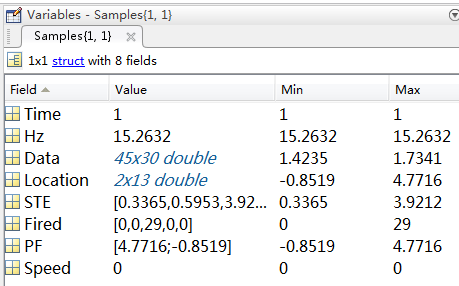 Variables - Samples{1, 1}
Samples{1, 1}
1x1 struct with 8 fields
Field Value Min Max
Time 1 1 1
Hz 15.2632 15.2632 15.2632
Data 45x30 double 1.4235 1.7341
Location 2x13 double -0.8519 4.7716
STE [0.3365,0.5953,3.92... 0.3365 3.9212
Fired [0,0,29,0,0] 0 29
PF [4.7716;-0.8519] -0.8519 4.7716
Speed 0 0 0